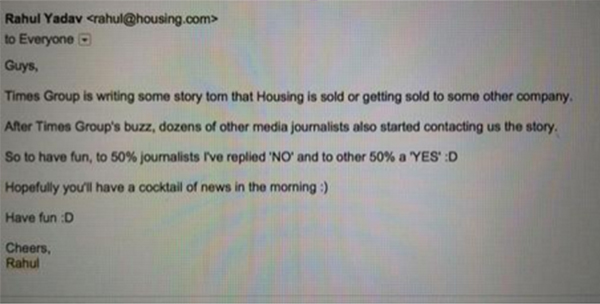 Rahul Yadav <rahul@housing.com>
to Everyone
Guys,
Times Group is writing some story tom that Housing is sold or getting sold to some other company.
After Times Group's buzz, dozens of other media journalists also started contacting us the story.
So to have fun, to 50% journalists I've replied 'NO' and to other 50% a 'YES' :D
Hopefully you'll have a cocktail of news in the morning :)
Have fun :D
Cheers,
Rahul